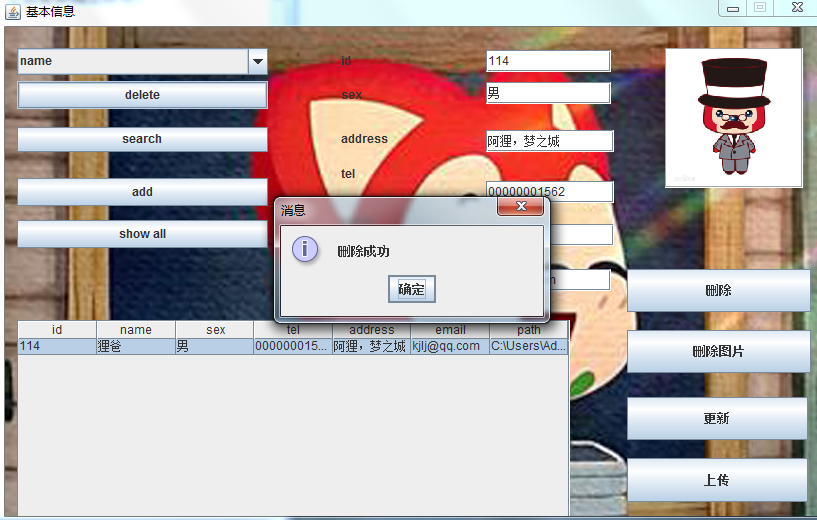 基本信息
name
id
114
delete
sex
男
search
address
阿狸，梦之城
tel
add
00000001562
消息
show all
删除成功
确定
删除
id name sex tel address email path
114 狸爸 男 000000015... 阿狸，梦之城 kjlj@qq.com C:\Users\Ad...
删除图片
更新
上传